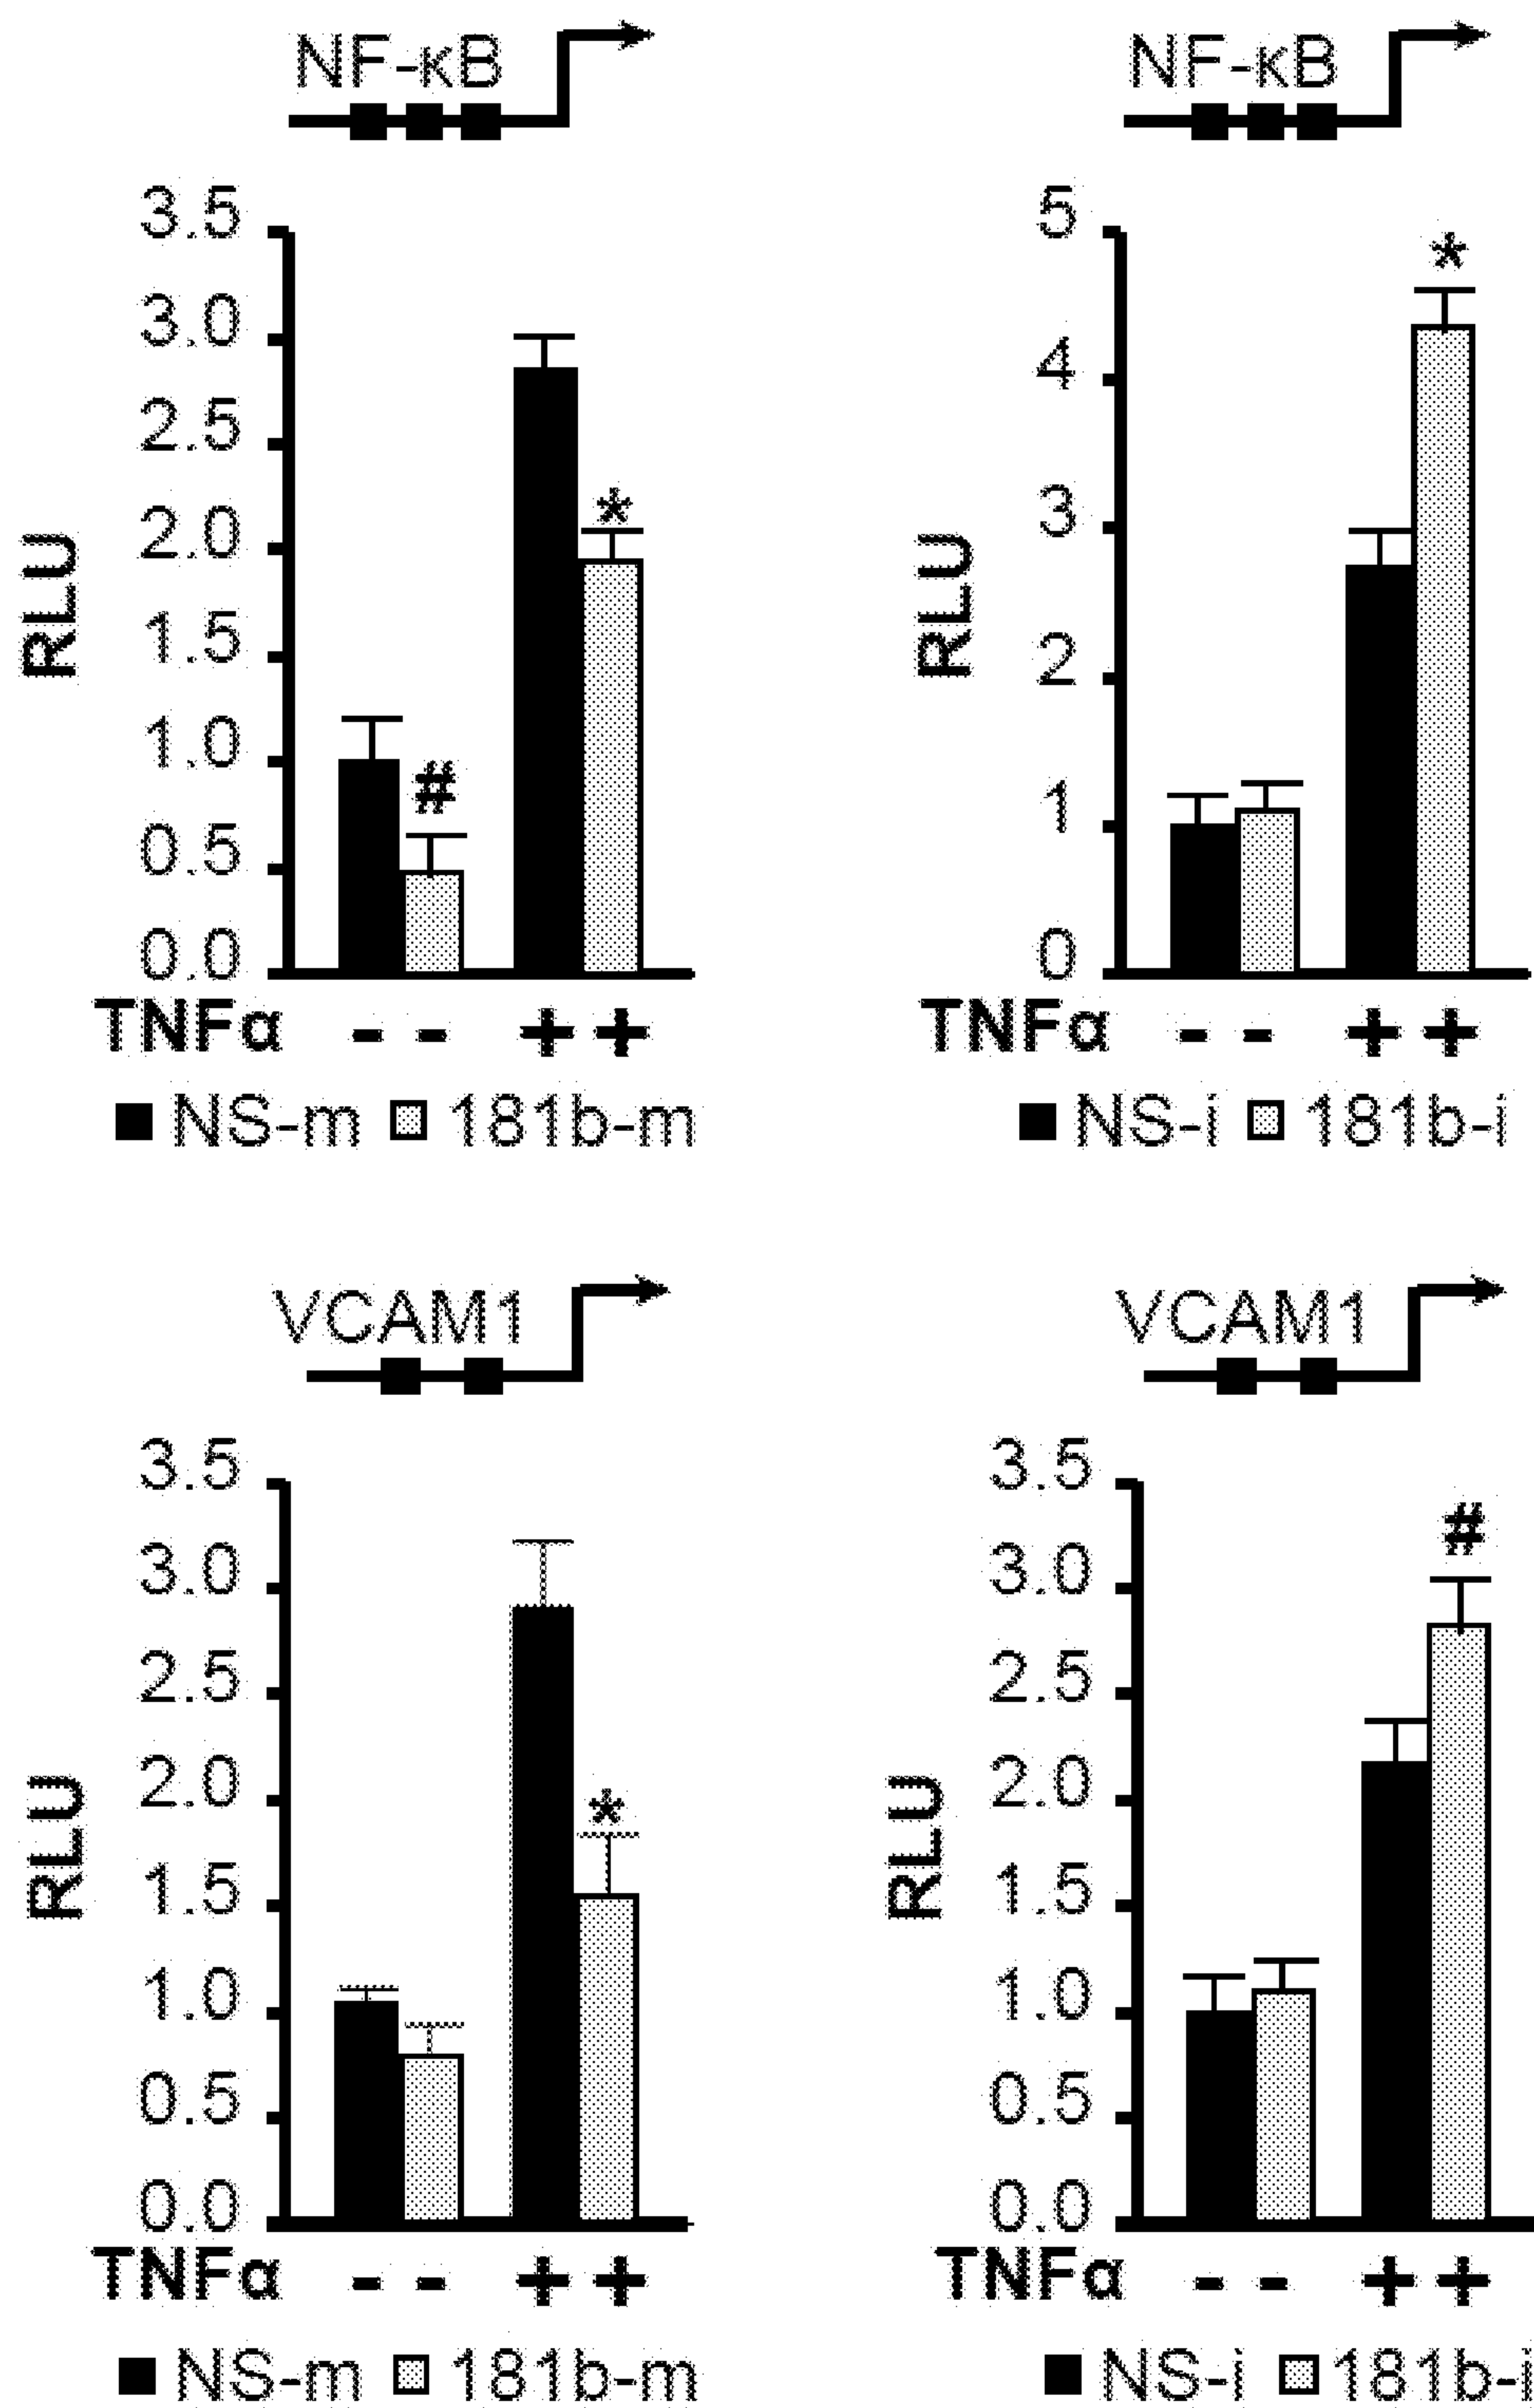 NF-κB
3.5
3.0
2.5
2.0
1.5
1.0
0.5
0.0
RLU
#
*
TNFα - - + +
NS-m 181b-m
NF-κB
5
4
3
2
1
0
RLU
*
TNFα - - + +
NS-i 181b-i
VCAM1
3.5
3.0
2.5
2.0
1.5
1.0
0.5
0.0
RLU
*
TNFα - - + +
NS-m 181b-m
VCAM1
3.5
3.0
2.5
2.0
1.5
1.0
0.5
0.0
RLU
#
TNFα - - + +
NS-i 181b-i